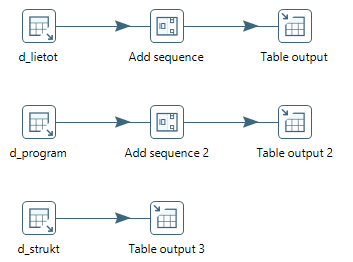 d_lietot Add sequence Table output
d_program Add sequence 2 Table output 2
d_strukt Table output 3